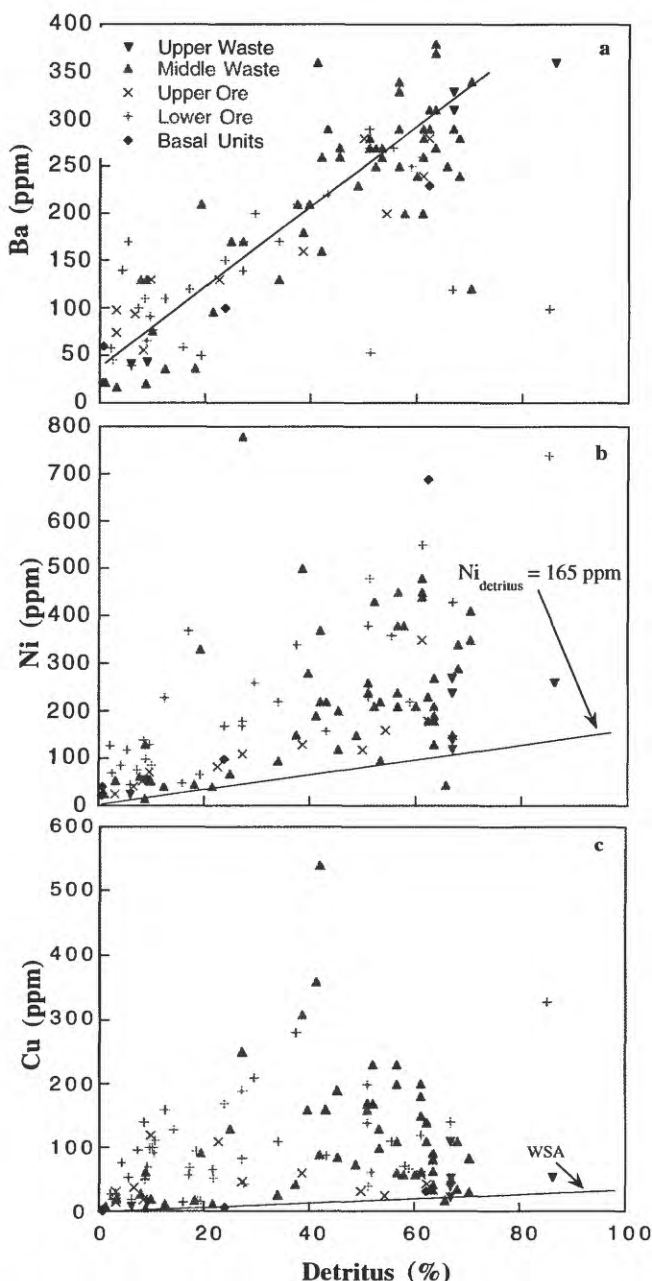 400
350
300
250
200
150
100
50
0
Ba (ppm)
a
Upper Waste
Middle Waste
Upper Ore
Lower Ore
Basal Units
800
700
600
500
400
300
200
100
0
Ni (ppm)
b
Ni detritus = 165 ppm
600
500
400
300
200
100
0
Cu (ppm)
c
WSA
0 20 40 60 80 100
Detritus (%)